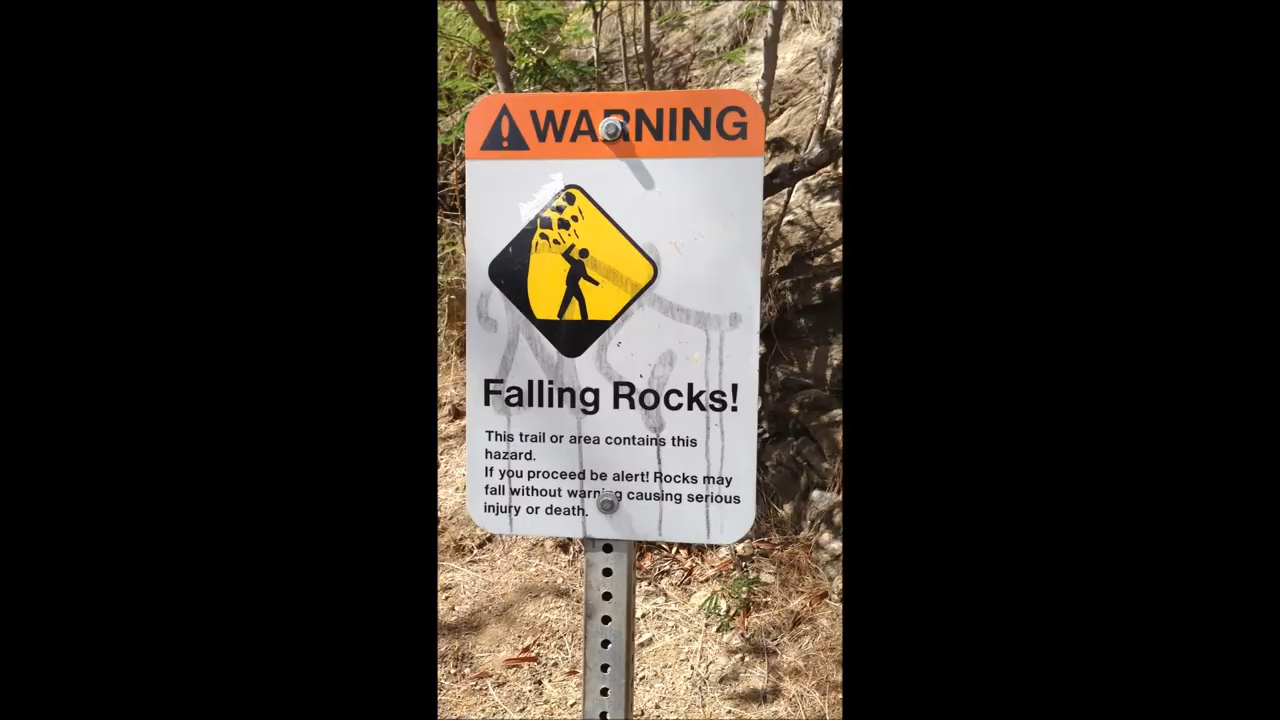 WARNING
Falling Rocks!
This trail or area contains this
hazard.
If you proceed be alert! Rocks may
fall without warning causing serious
injury or death.